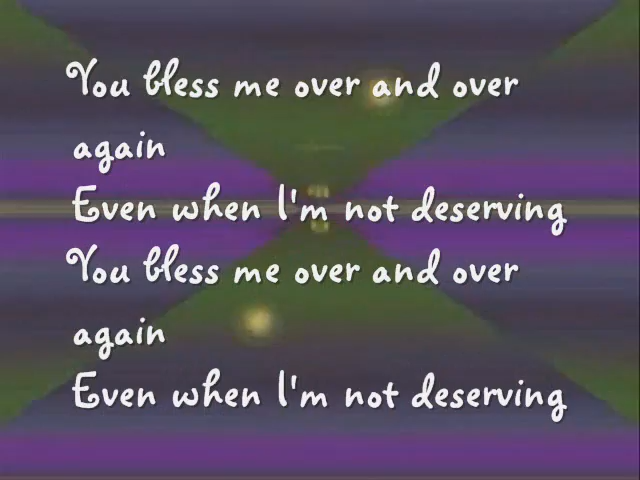 You bless me over and over
again
Even when I'm not deserving
You bless me over and over
again
Even when I'm not deserving